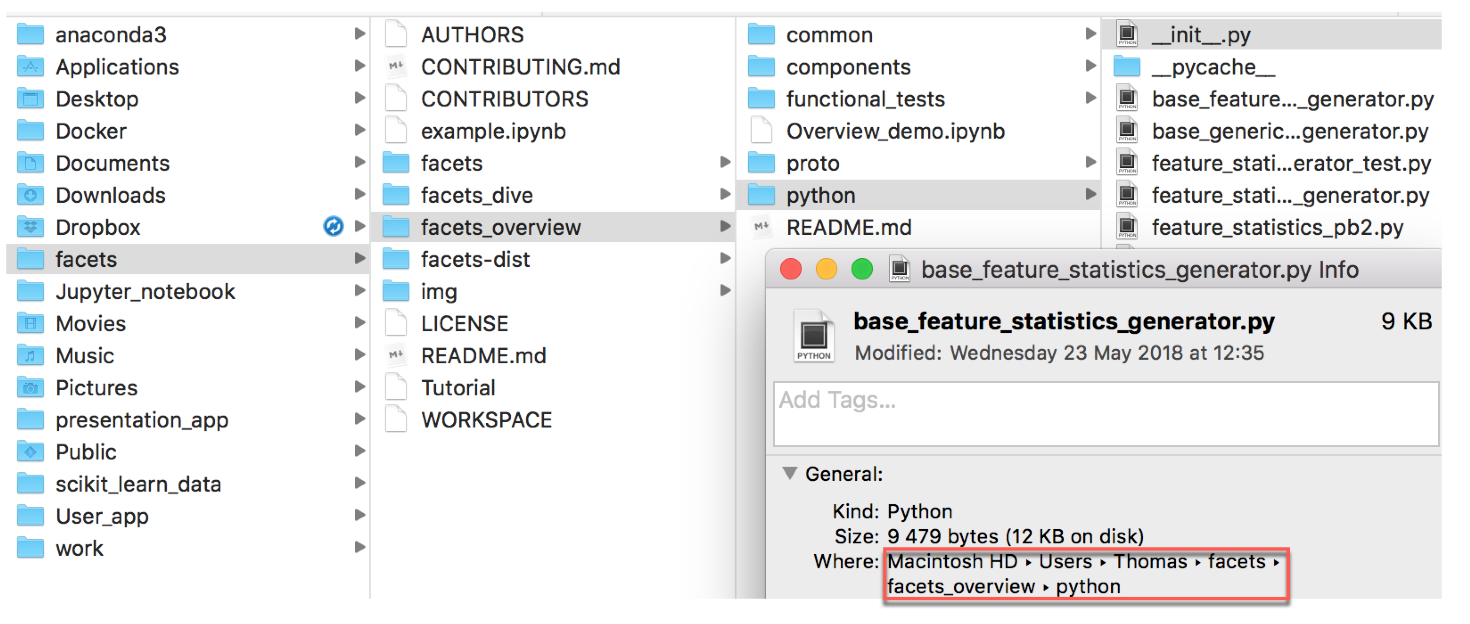 anaconda3
Applications
Desktop
Docker
Documents
Downloads
Dropbox
facets
Jupyter_notebook
Movies
Music
Pictures
presentation_app
Public
scikit_learn_data
User_app
work
AUTHORS
CONTRIBUTING.md
CONTRIBUTORS
example.ipynb
facets
facets_dive
facets_overview
facets-dist
img
LICENSE
README.md
Tutorial
WORKSPACE
common
components
functional_tests
Overview_demo.ipynb
proto
python
README.md
__init__.py
__pycache__
base_feature..._generator.py
base_generic...generator.py
feature_stati...erator_test.py
feature_stati..._generator.py
feature_statistics_pb2.py
base_feature_statistics_generator.py Info
base_feature_statistics_generator.py 9 KB
Modified: Wednesday 23 May 2018 at 12:35
PYTHON
Add Tags...
General:
Kind: Python
Size: 9 479 bytes (12 KB on disk)
Where: Macintosh HD ▸ Users ▸ Thomas ▸ facets ▸
facets_overview ▸ python